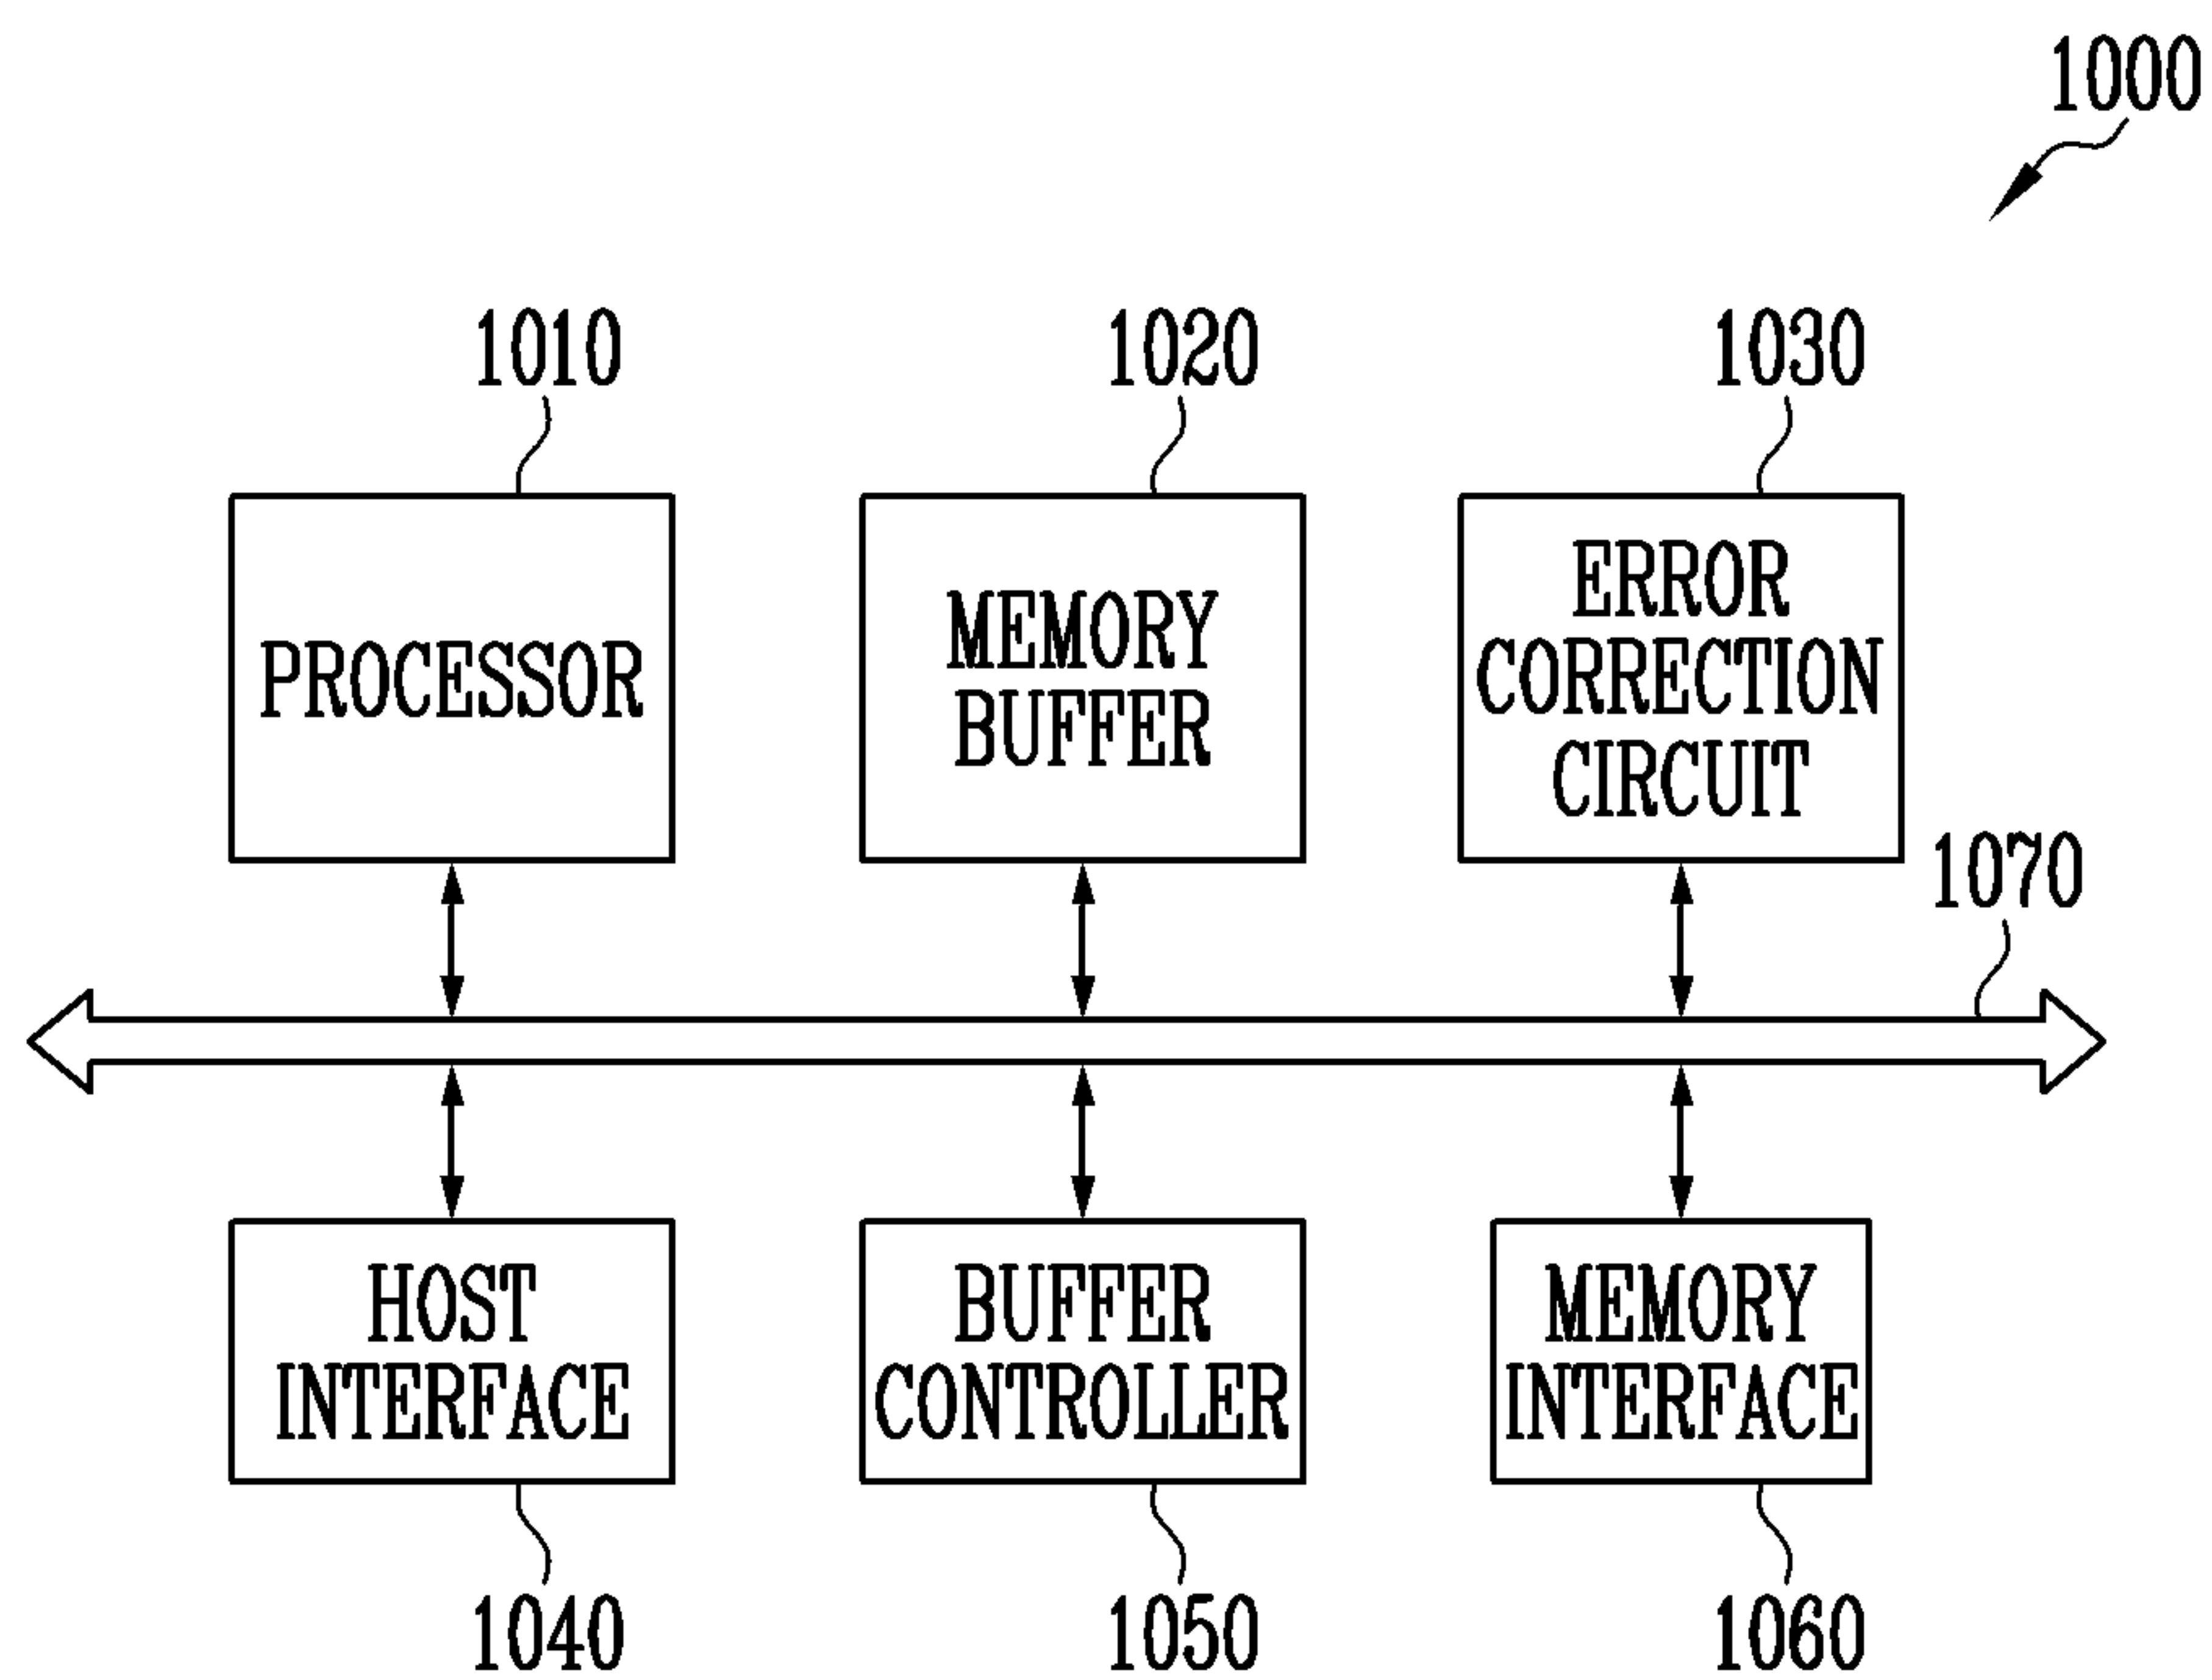 1000
1010
1020
1030
PROCESSOR
MEMORY
BUFFER
ERROR
CORRECTION
CIRCUIT
1070
HOST
INTERFACE
BUFFER
CONTROLLER
MEMORY
INTERFACE
1040
1050
1060